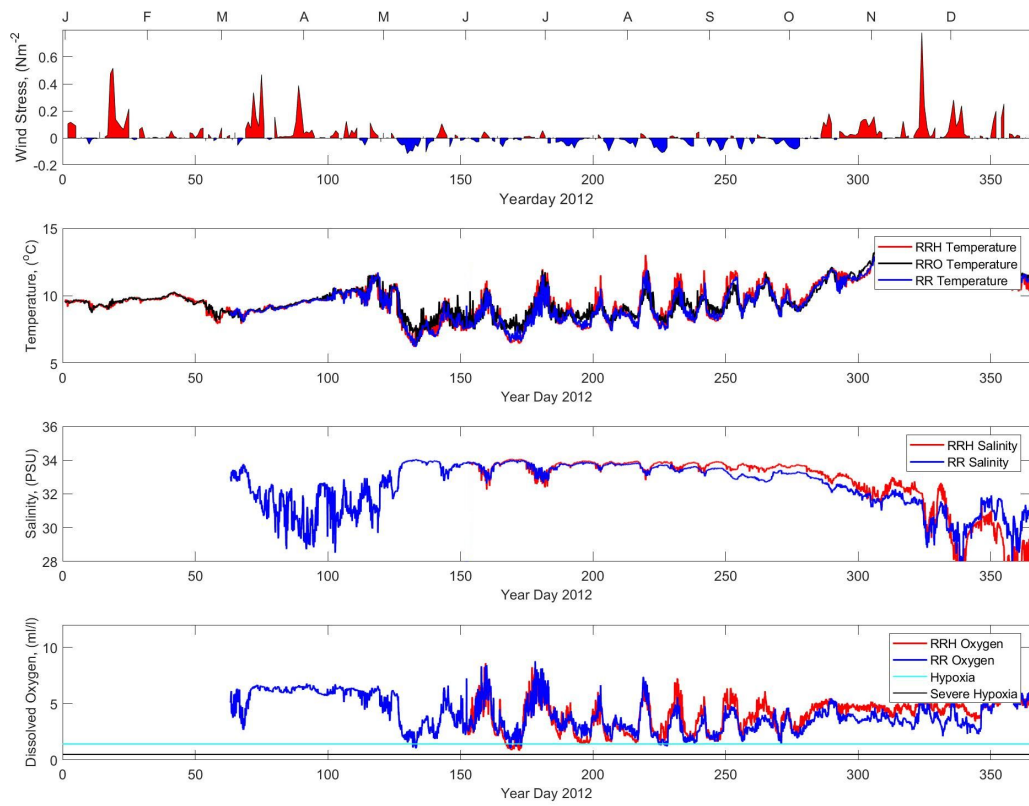 J F M A M J J A S O N D
Wind Stress, (Nm-2)
0.6
0.4
0.2
0
-0.2
0 50 100 150 200 250 300 350
Yearday 2012
Temperature, (oC)
15
10
5
RRH Temperature
RRO Temperature
RR Temperature
0 50 100 150 200 250 300 350
Year Day 2012
Salinity, (PSU)
36
34
32
30
28
RRH Salinity
RR Salinity
0 50 100 150 200 250 300 350
Year Day 2012
Dissolved Oxygen, (ml/l)
10
5
0
RRH Oxygen
RR Oxygen
Hypoxia
Severe Hypoxia
0 50 100 150 200 250 300 350
Year Day 2012